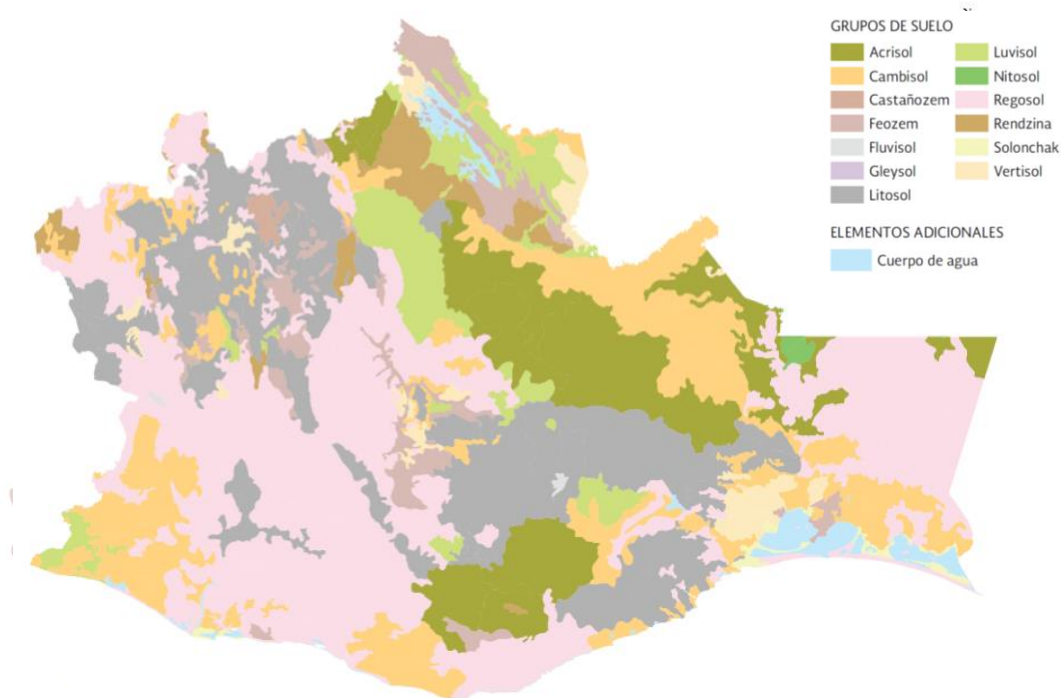 GRUPOS DE SUELO
Acrisol
Cambisol
Castañozem
Feozem
Fluvisol
Gleysol
Litosol
Luvisol
Nitosol
Regosol
Rendzina
Solonchak
Vertisol
ELEMENTOS ADICIONALES
Cuerpo de agua